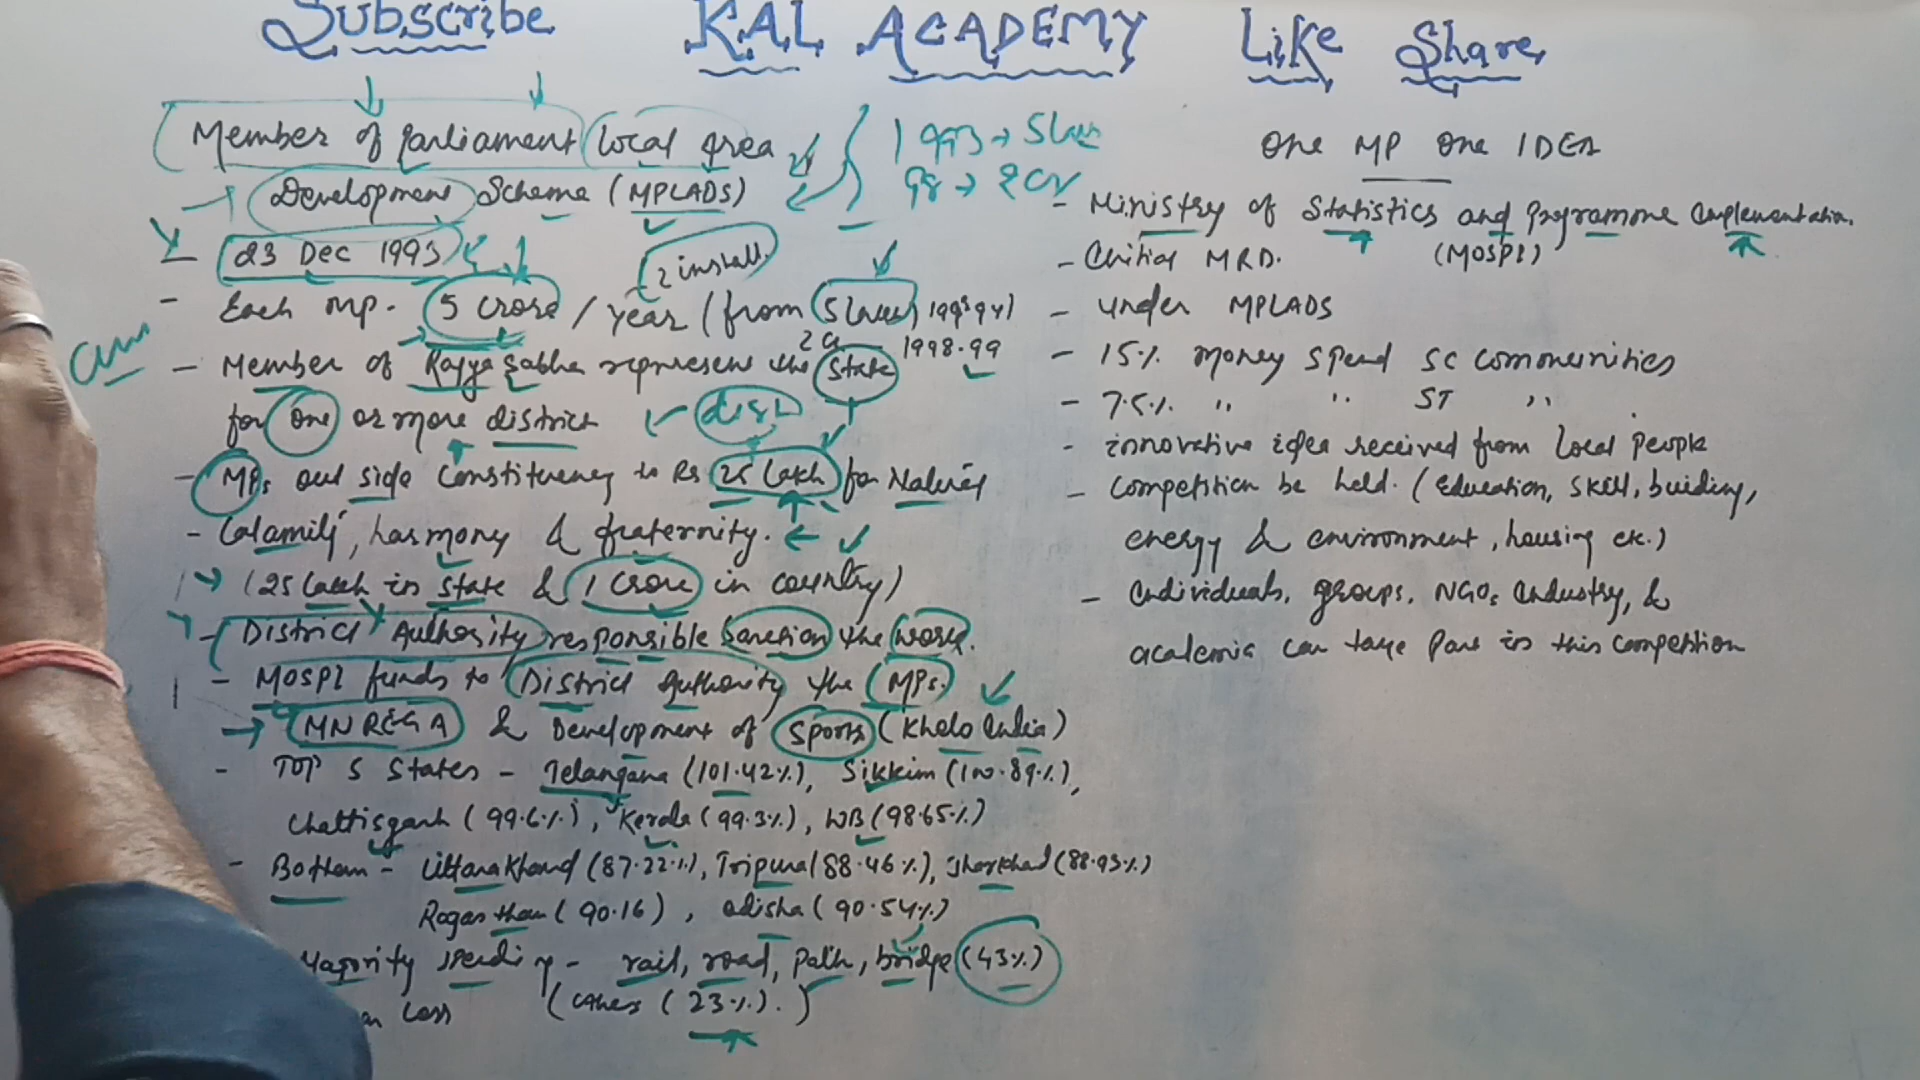 Subscribe KAL ACADEMY Like Share
Member of Parliament local area
Development Scheme (MPLADS)
1993 → 5 Lakh
98 → 2 Cr
- 23 Dec 1993
2 install.
- Each MP. 5 crore / year (from 5 lakh 1993-94)
2 Cr 1998-99
- Member of Rajya Sabha represent the State
for one or more district
dist
- MPs out side Constituency to Rs 25 Lakh for Natural
- Calamity, harmony & fraternity.
(25 Lakh in state & 1 Crore in country)
- District Authority responsible Sanction the work.
- MOSPI funds to District Authority the MPs.
→ MNREGA & Development of Sports (Khelo India)
- TOP 5 States - Telangana (101.42%), Sikkim (100.89%),
Chattisgarh (99.6%), Kerala (99.3%), WB (98.65%)
- Bottom - Uttarakhand (87.22%), Tripura (88.46%), Jharkhad (88.93%)
Rogasthan (90.16), odisha (90.54%)
Majority spending - rail, road, path, bridge (43%)
Less (others (23%).)
One MP One IDEA
- Ministry of Statistics and Programme Implementation.
(MOSPI)
- Initial MRD.
- under MPLADS
- 15% money spend SC communities
- 7.5% " " ST " .
- innovative idea received from local people
- Competition be held. (Education, Skill, building,
energy & environment, housing etc.)
- Individuals, groups, NGOs Industry, &
academic can take part in this competition